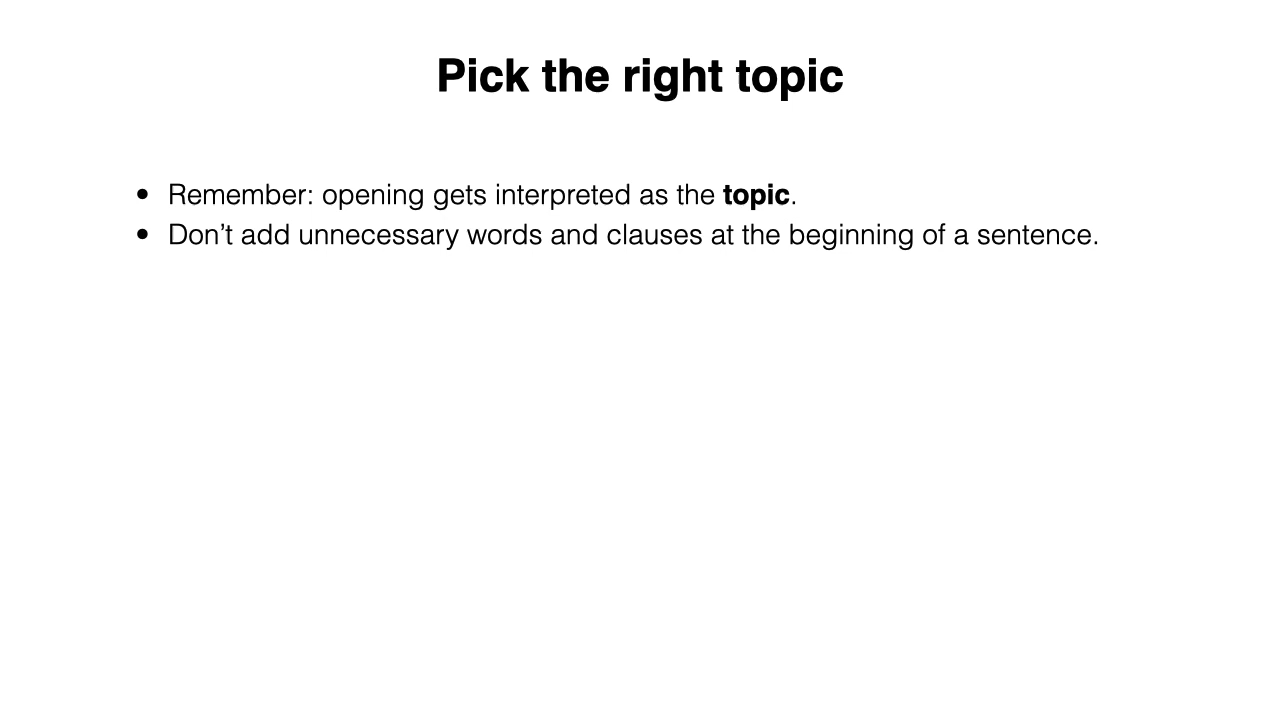 Pick the right topic
• Remember: opening gets interpreted as the topic.
• Don’t add unnecessary words and clauses at the beginning of a sentence.